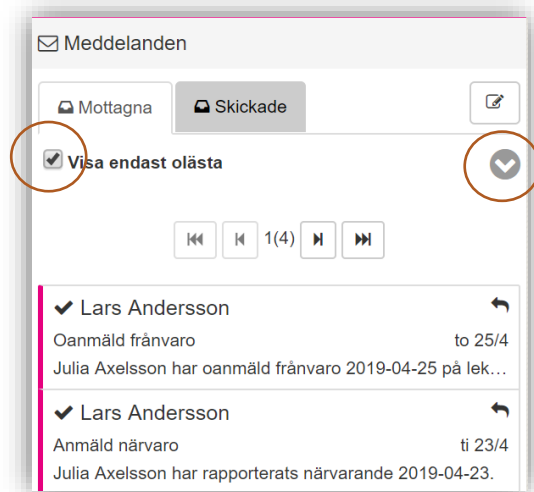 Meddelanden
Mottagna Skickade
Visa endast olästa
1(4)
Lars Andersson
Oanmäld frånvaro to 25/4
Julia Axelsson har oanmäld frånvaro 2019-04-25 på lek…
Lars Andersson
Anmäld närvaro ti 23/4
Julia Axelsson har rapporterats närvarande 2019-04-23.